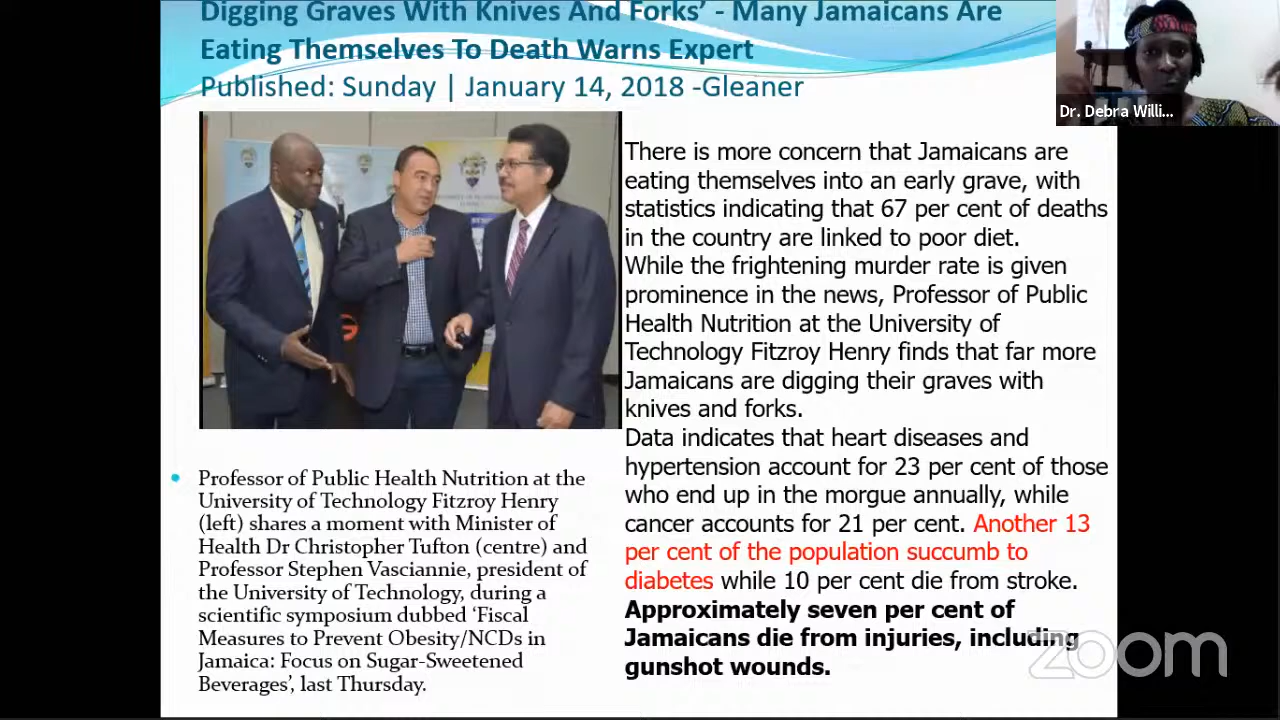 Digging Graves With Knives And Forks’ - Many Jamaicans Are
Eating Themselves To Death Warns Expert
Published: Sunday | January 14, 2018 -Gleaner
Dr. Debra Willi...
There is more concern that Jamaicans are
eating themselves into an early grave, with
statistics indicating that 67 per cent of deaths
in the country are linked to poor diet.
While the frightening murder rate is given
prominence in the news, Professor of Public
Health Nutrition at the University of
Technology Fitzroy Henry finds that far more
Jamaicans are digging their graves with
knives and forks.
Data indicates that heart diseases and
hypertension account for 23 per cent of those
who end up in the morgue annually, while
cancer accounts for 21 per cent. Another 13
per cent of the population succumb to
diabetes while 10 per cent die from stroke.
Approximately seven per cent of
Jamaicans die from injuries, including
gunshot wounds.
Professor of Public Health Nutrition at the
University of Technology Fitzroy Henry
(left) shares a moment with Minister of
Health Dr Christopher Tufton (centre) and
Professor Stephen Vasciannie, president of
the University of Technology, during a
scientific symposium dubbed ‘Fiscal
Measures to Prevent Obesity/NCDs in
Jamaica: Focus on Sugar-Sweetened
Beverages’, last Thursday.
zoom